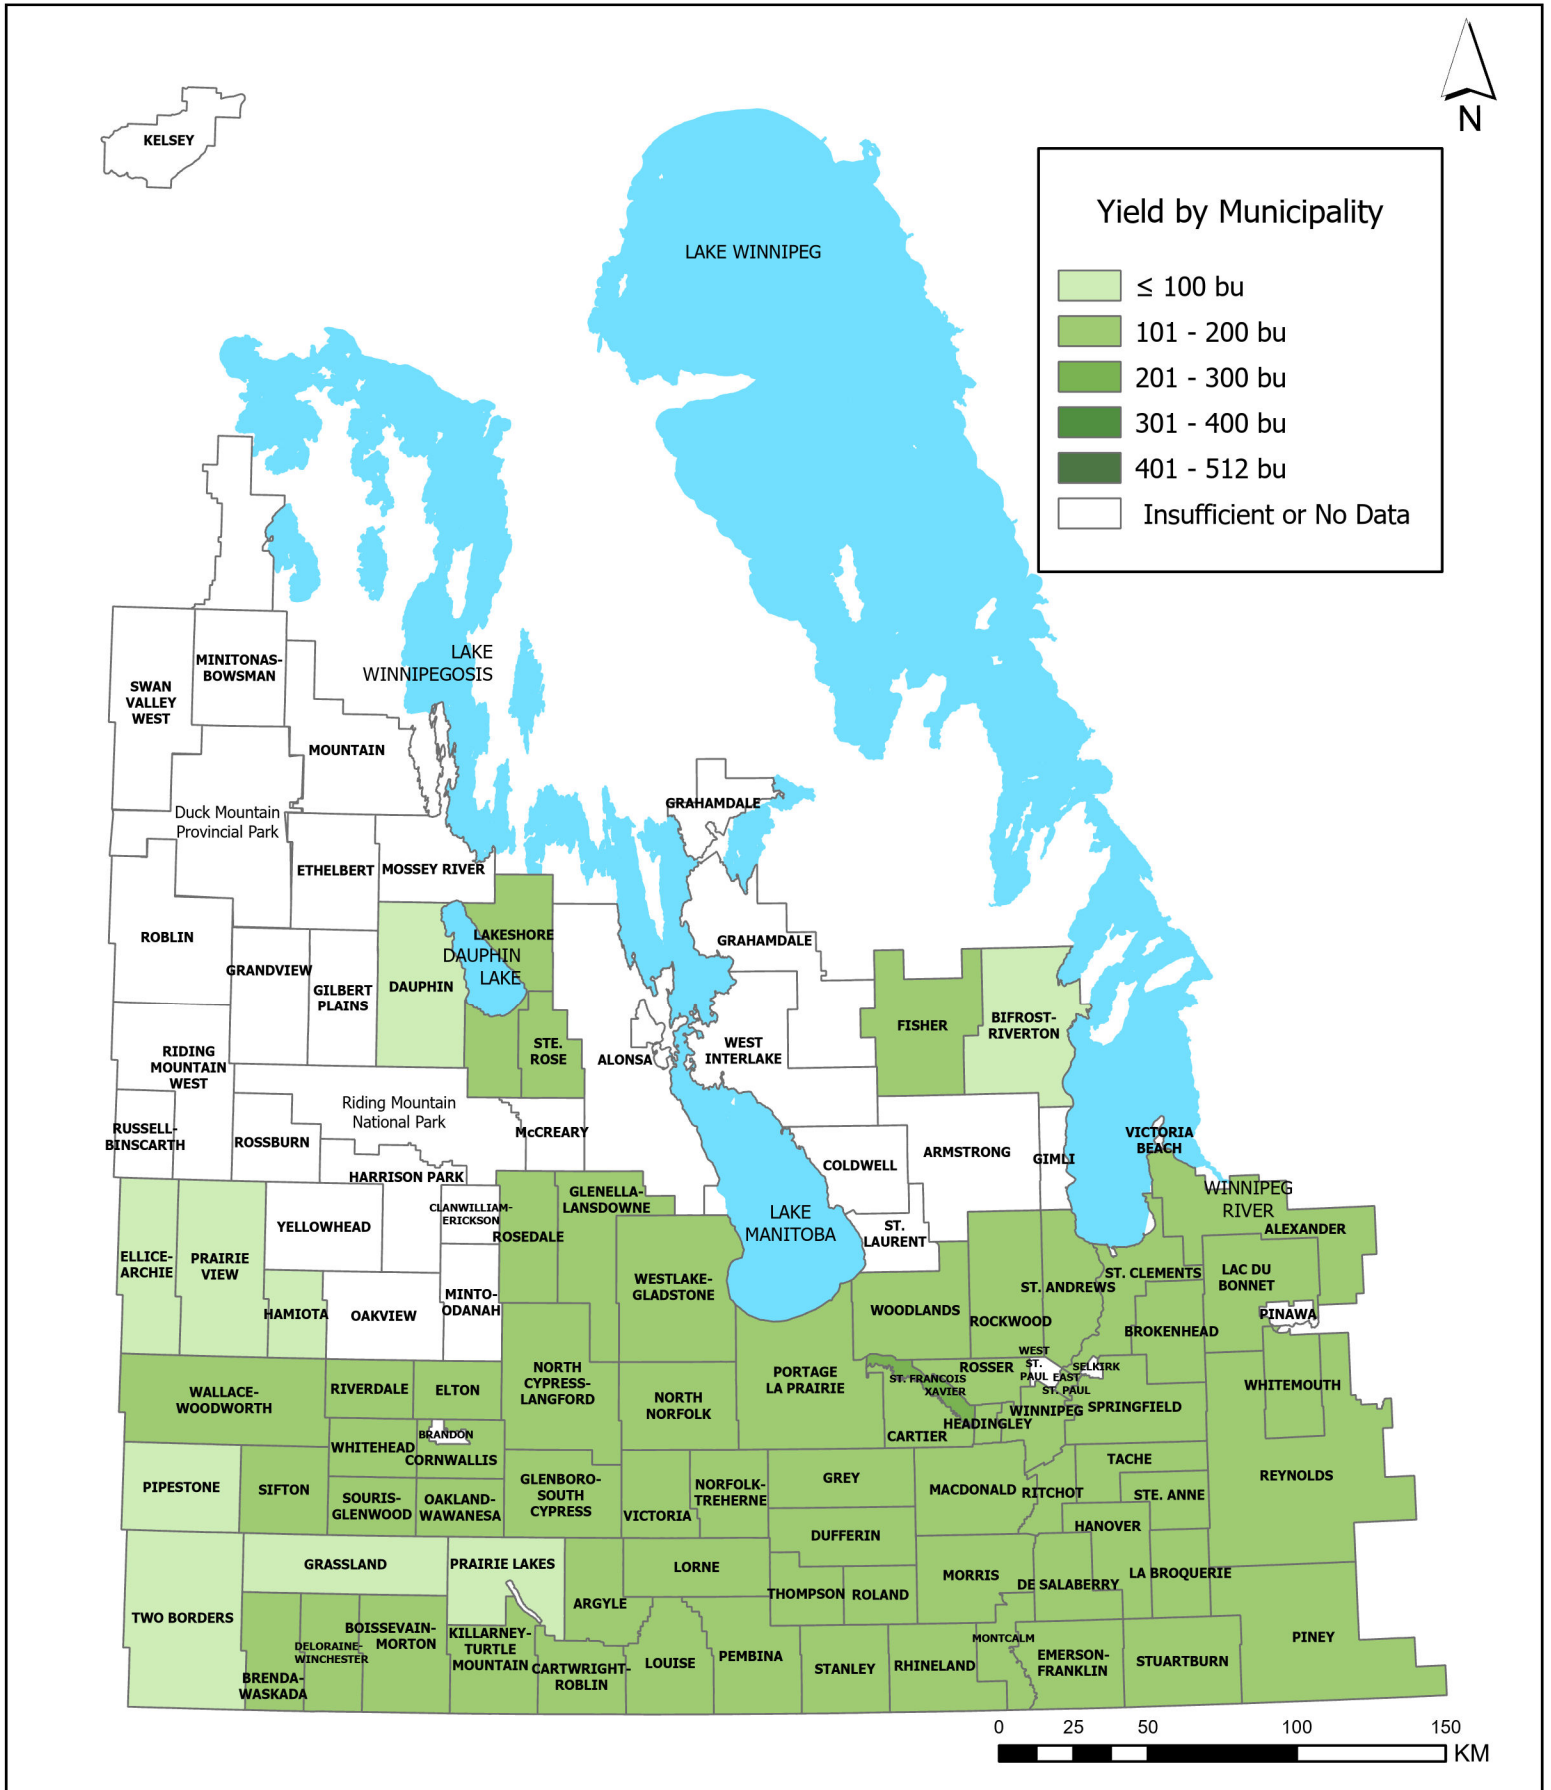 N
KELSEY
Yield by Municipality
≤ 100 bu
101 - 200 bu
201 - 300 bu
301 - 400 bu
401 - 512 bu
Insufficient or No Data
LAKE WINNIPEG
LAKE
WINNIPEGOSIS
MINITONAS-
BOWSMAN
SWAN
VALLEY
WEST
MOUNTAIN
Duck Mountain
Provincial Park
GRAHAMDALE
ETHELBERT
MOSSEY RIVER
ROBLIN
GRANDVIEW
GILBERT
PLAINS
DAUPHIN
LAKESHORE
DAUPHIN
LAKE
GRAHAMDALE
FISHER
BIFROST-
RIVERTON
STE.
ROSE
ALONSA
WEST
INTERLAKE
RIDING
MOUNTAIN
WEST
Riding Mountain
National Park
RUSSELL-
BINSCARTH
ROSSBURN
McCREARY
HARRISON PARK
COLDWELL
ARMSTRONG
GIMLI
VICTORIA
BEACH
WINNIPEG
RIVER
ALEXANDER
YELLOWHEAD
CLANWILLIAM-
ERICKSON
ROSEDALE
GLENELLA-
LANSDOWNE
LAKE
MANITOBA
ST.
LAURENT
ELLICE-
ARCHIE
PRAIRIE
VIEW
HAMIOTA
OAKVIEW
MINTO-
ODANAH
WESTLAKE-
GLADSTONE
WOODLANDS
ROCKWOOD
ST. ANDREWS
ST. CLEMENTS
LAC DU
BONNET
PINAWA
BROKENHEAD
WALLACE-
WOODWORTH
RIVERDALE
ELTON
NORTH
CYPRESS-
LANGFORD
NORTH
NORFOLK
PORTAGE
LA PRAIRIE
ST. FRANCOIS
XAVIER
ROSSER
WEST
ST.
PAUL
EAST
ST. PAUL
SELKIRK
WHITEMOUTH
WINNIPEG
SPRINGFIELD
HEADINGLEY
CARTIER
WHITEHEAD
BRANDON
CORNWALLIS
PIPESTONE
SIFTON
SOURIS-
GLENWOOD
OAKLAND-
WAWANESA
GLENBORO-
SOUTH
CYPRESS
VICTORIA
NORFOLK-
TREHERNE
GREY
MACDONALD
RITCHOT
TACHE
STE. ANNE
REYNOLDS
DUFFERIN
HANOVER
GRASSLAND
PRAIRIE LAKES
LORNE
THOMPSON
ROLAND
MORRIS
DE SALABERRY
LA BROQUERIE
TWO BORDERS
ARGYLE
BOISSEVAIN-
MORTON
DELORAINE-
WINCHESTER
BRENDA-
WASKADA
KILLARNEY-
TURTLE
MOUNTAIN
CARTWRIGHT-
ROBLIN
LOUISE
PEMBINA
STANLEY
RHINELAND
MONTCALM
EMERSON-
FRANKLIN
STUARTBURN
PINEY
0 25 50 100 150
KM